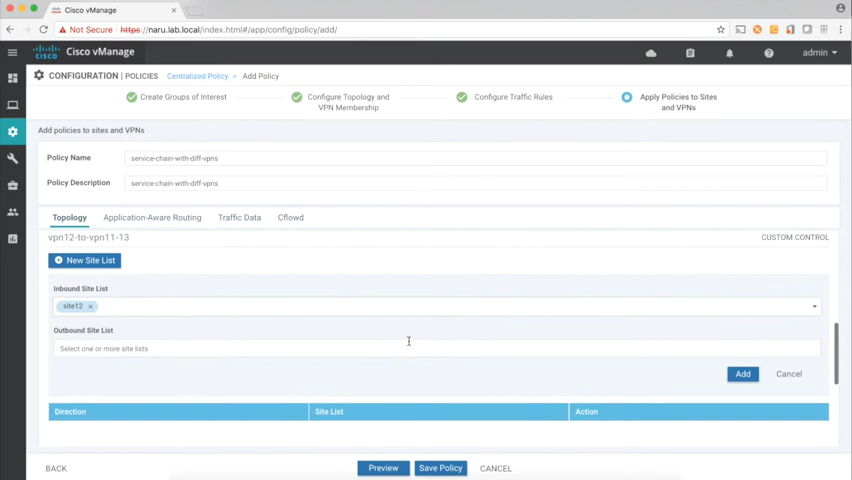 Cisco vManage
Not Secure https://naru.lab.local/index.html#/app/config/policy/add/
CISCO Cisco vManage
admin
CONFIGURATION | POLICIES Centralized Policy > Add Policy
Create Groups of Interest
Configure Topology and
VPN Membership
Configure Traffic Rules
Apply Policies to Sites
and VPNs
Add policies to sites and VPNs
Policy Name service-chain-with-diff-vpns
Policy Description service-chain-with-diff-vpns
Topology Application-Aware Routing Traffic Data Cflowd
vpn12-to-vpn11-13 CUSTOM CONTROL
New Site List
Inbound Site List
site12 ×
Outbound Site List
Select one or more site lists
Add Cancel
Direction Site List Action
BACK Preview Save Policy CANCEL